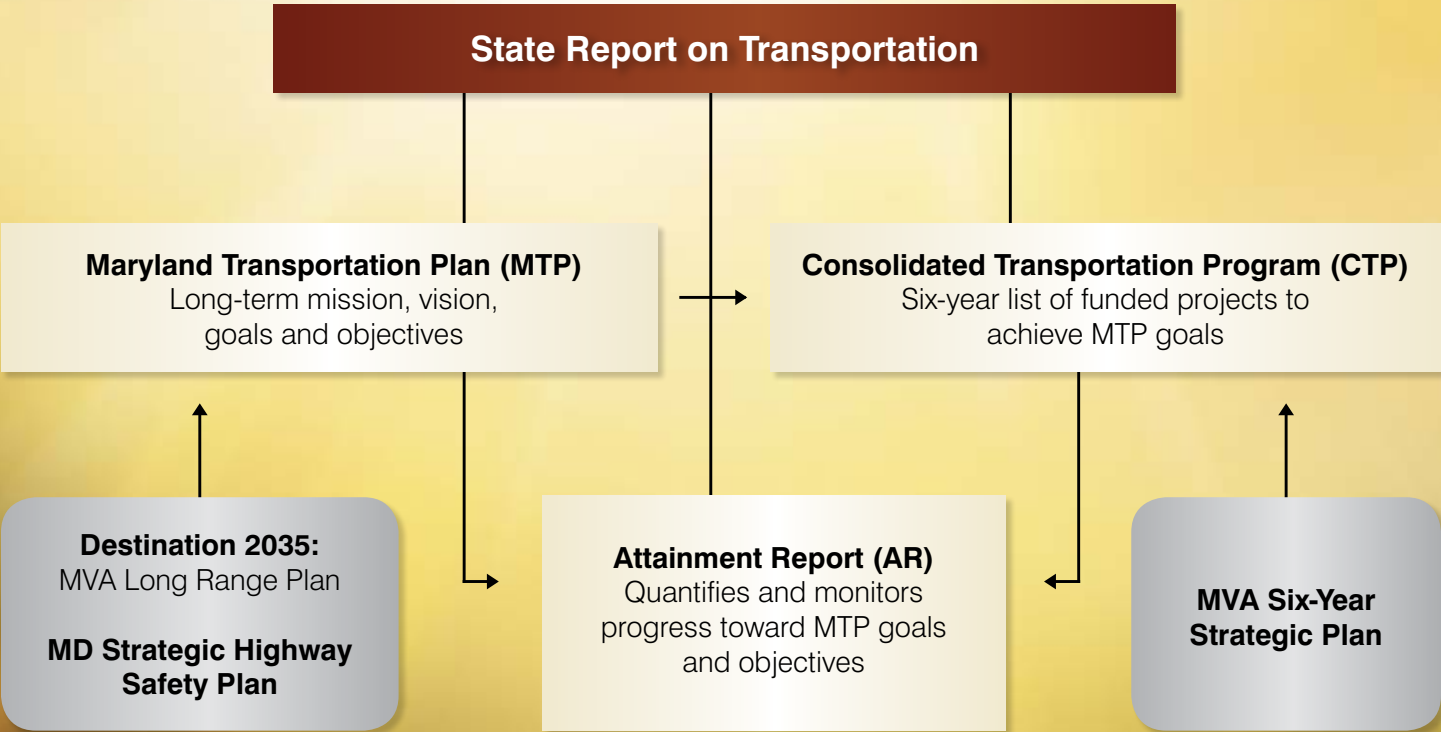 State Report on Transportation
Maryland Transportation Plan (MTP)
Long-term mission, vision,
goals and objectives
Consolidated Transportation Program (CTP)
Six-year list of funded projects to
achieve MTP goals
Destination 2035:
MVA Long Range Plan
MD Strategic Highway
Safety Plan
Attainment Report (AR)
Quantifies and monitors
progress toward MTP goals
and objectives
MVA Six-Year
Strategic Plan